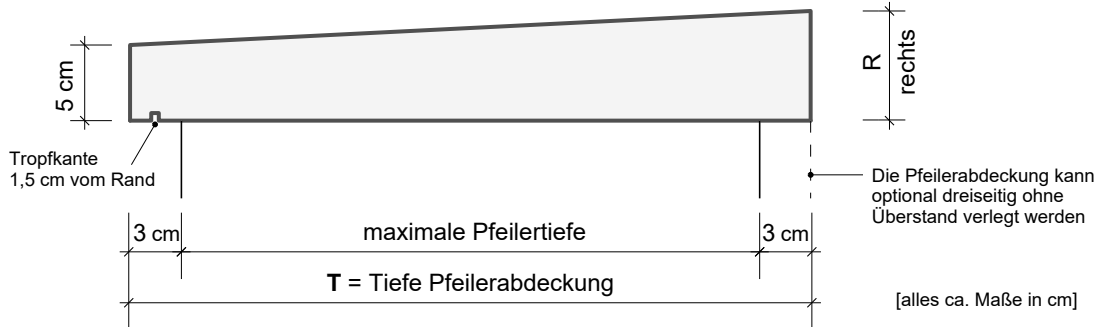 5 cm
R
rechts
Tropfkante
1,5 cm vom Rand
Die Pfeilerabdeckung kann
optional dreiseitig ohne
Überstand verlegt werden
3 cm
maximale Pfeilertiefe
3 cm
T = Tiefe Pfeilerabdeckung
[alles ca. Maße in cm]